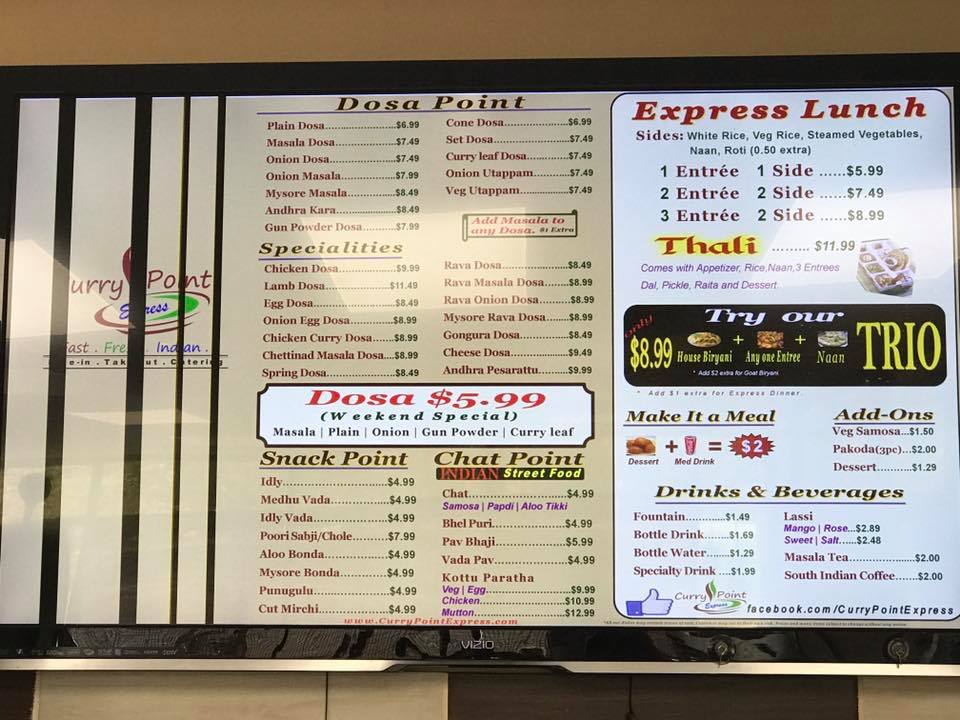 urry Point
Express
fast . Fre Indian .
e-in . Take out . Catering
Dosa Point
Plain Dosa......................$6.99
Masala Dosa...................$7.49
Onion Dosa....................$7.49
Onion Masala................$7.99
Mysore Masala..............$8.49
Andhra Kara..................$8.49
Gun Powder Dosa..........$7.99
Cone Dosa....................$6.99
Set Dosa.......................$7.49
Curry leaf Dosa............$7.49
Onion Utappam...........$7.49
Veg Utappam...............$7.49
Add Masala to
any Dosa. $1 Extra
Specialities
Chicken Dosa.................$9.99
Lamb Dosa...................$11.49
Egg Dosa.......................$8.49
Onion Egg Dosa.............$8.99
Chicken Curry Dosa.......$8.99
Chettinad Masala Dosa....$8.99
Spring Dosa....................$8.49
Rava Dosa......................$8.49
Rava Masala Dosa..........$8.99
Rava Onion Dosa...........$8.99
Mysore Rava Dosa..........$8.99
Gongura Dosa................$8.49
Cheese Dosa...................$9.49
Andhra Pesarattu...........$9.99
Dosa $5.99
(Weekend Special)
Masala | Plain | Onion | Gun Powder | Curry leaf
Snack Point
Idly..........................$4.99
Medhu Vada..............$4.99
Idly Vada..................$4.99
Poori Sabji/Chole.........$7.99
Aloo Bonda................$4.99
Mysore Bonda.............$4.99
Punugulu...................$4.99
Cut Mirchi.................$4.99
Chat Point
INDIAN Street Food
Chat..........................$4.99
Samosa | Papdi | Aloo Tikki
Bhel Puri...................$4.99
Pav Bhaji...................$5.99
Vada Pav....................$4.99
Kottu Paratha
Veg | Egg....................$9.99
Chicken.....................$10.99
Mutton.......................$12.99
www.CurryPointExpress.com
Express Lunch
Sides: White Rice, Veg Rice, Steamed Vegetables,
Naan, Roti (0.50 extra)
1 Entrée 1 Side ......$5.99
2 Entrée 2 Side ......$7.49
3 Entrée 2 Side ......$8.99
Thali ......... $11.99
Comes with Appetizer, Rice,Naan,3 Entrees
Dal, Pickle, Raita and Dessert
Try our
only
$8.99 House Biryani + Any one Entree + Naan TRIO
* Add $2 extra for Goat Biryani
* Add $1 extra for Express Dinner.
Make It a Meal
Dessert + Med Drink = $2
Add-Ons
Veg Samosa...$1.50
Pakoda(3pc)...$2.00
Dessert..........$1.29
Drinks & Beverages
Fountain..........$1.49
Bottle Drink.......$1.69
Bottle Water.......$1.29
Specialty Drink ....$1.99
Lassi
Mango | Rose...$2.89
Sweet | Salt......$2.48
Masala Tea.................$2.00
South Indian Coffee......$2.00
Curry Point
Express
facebook.com/CurryPointExpress
VIZIO